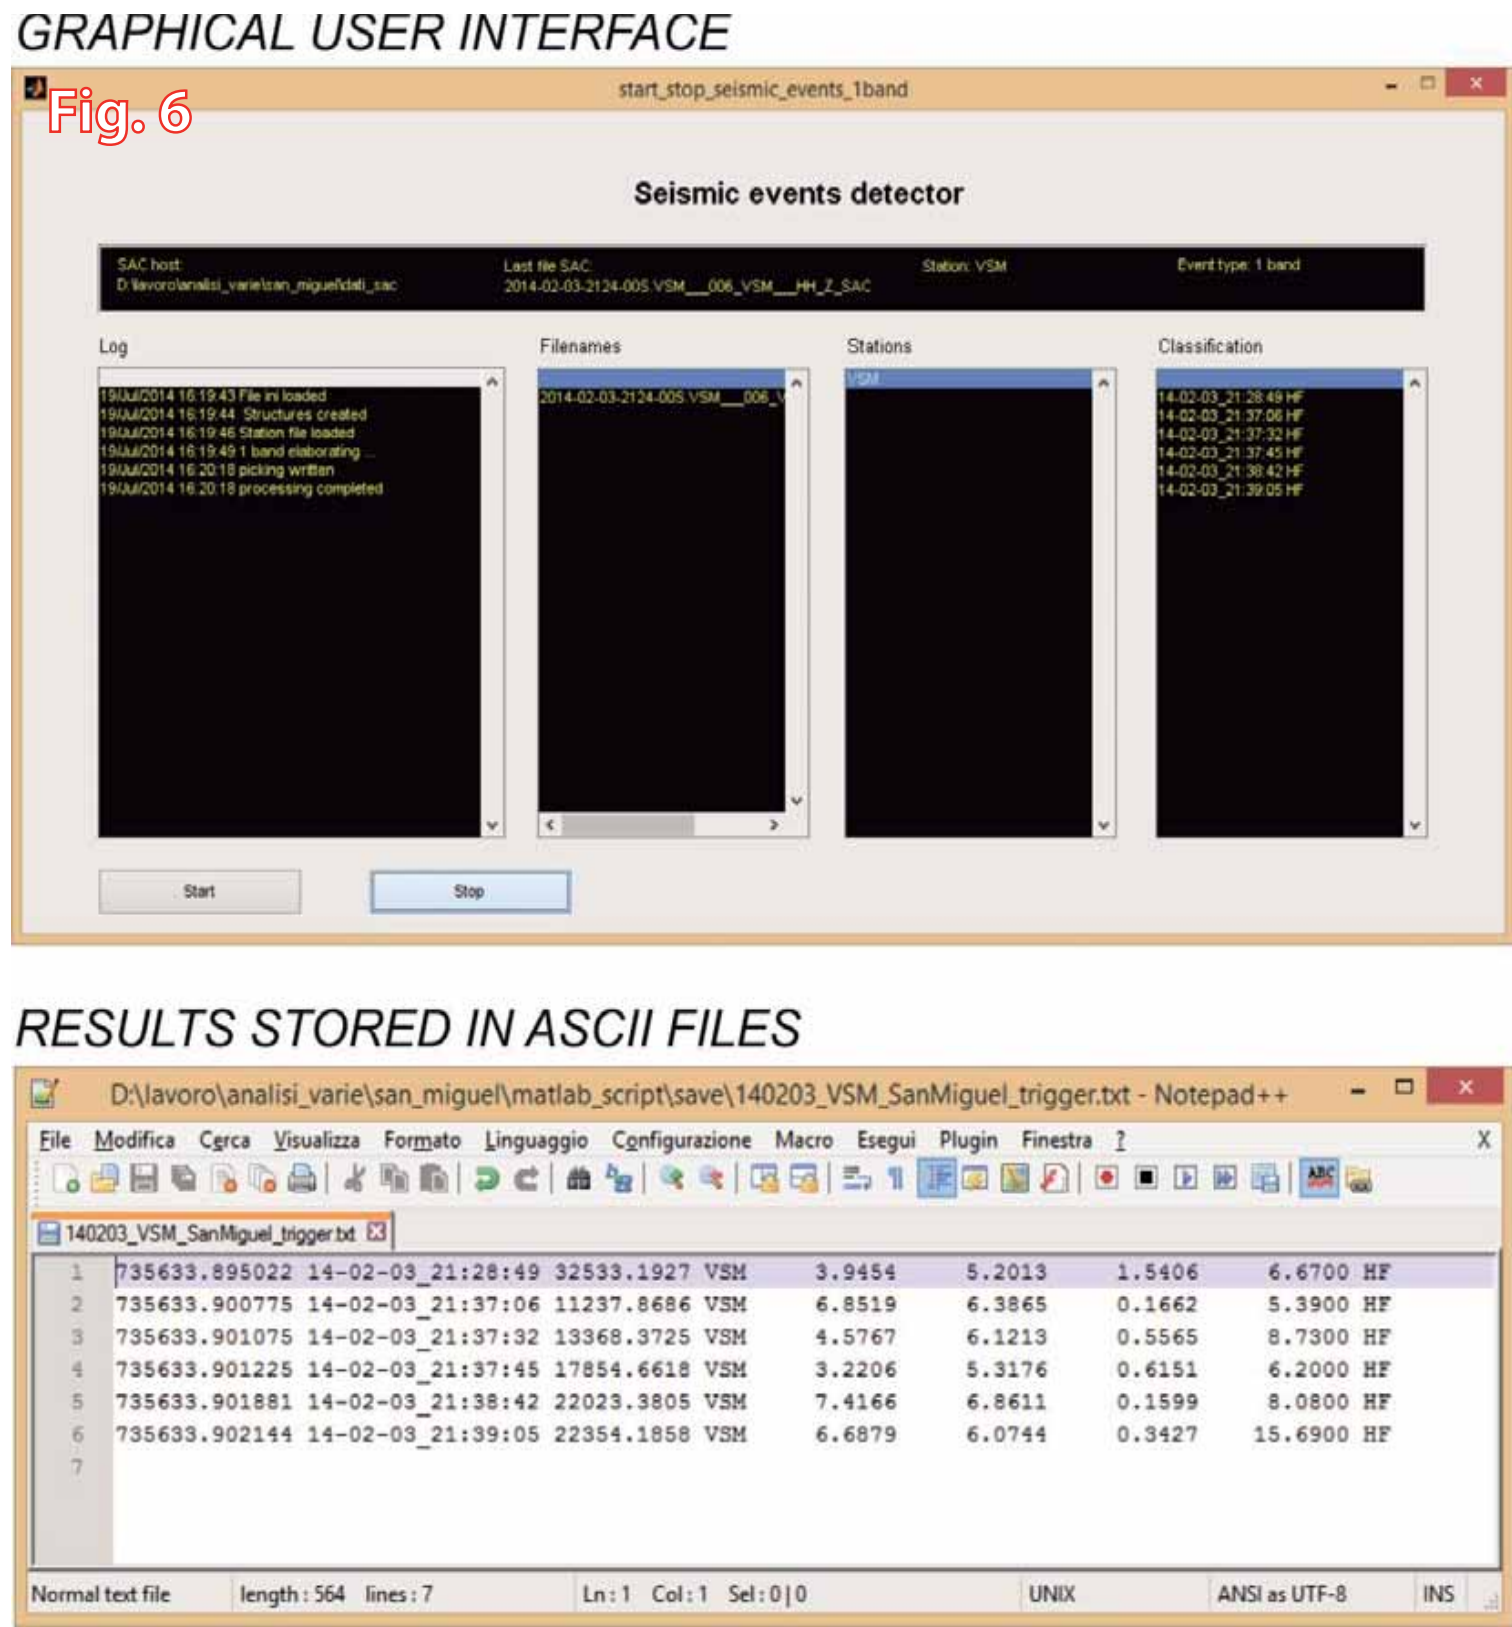 GRAPHICAL USER INTERFACE
start_stop_seismic_events_1band
Fig. 6
Seismic events detector
SAC host: Last file SAC: Station: VSM Event type: 1 band
D:\lavoro\analisi_varie\san_miguel\dati_sac 2014-02-03-2124-00S.VSM___006_VSM___HH_Z_SAC
Log Filenames Stations Classification
VSM
19/Jul/2014 16:19:43 File ini loaded 2014-02-03-2124-00S.VSM___006_V 14-02-03_21:28:49 HF
19/Jul/2014 16:19:44 Structures created 14-02-03_21:37:06 HF
19/Jul/2014 16:19:46 Station file loaded 14-02-03_21:37:32 HF
19/Jul/2014 16:19:49 1 band elaborating ... 14-02-03_21:37:45 HF
19/Jul/2014 16:20:18 picking written 14-02-03_21:38:42 HF
19/Jul/2014 16:20:18 processing completed 14-02-03_21:39:05 HF
Start Stop
RESULTS STORED IN ASCII FILES
D:\lavoro\analisi_varie\san_miguel\matlab_script\save\140203_VSM_SanMiguel_trigger.txt - Notepad++
File Modifica Cerca Visualizza Formato Linguaggio Configurazione Macro Esegui Plugin Finestra ? X
ABC
140203_VSM_SanMiguel_trigger.txt
1 735633.895022 14-02-03_21:28:49 32533.1927 VSM 3.9454 5.2013 1.5406 6.6700 HF
2 735633.900775 14-02-03_21:37:06 11237.8686 VSM 6.8519 6.3865 0.1662 5.3900 HF
3 735633.901075 14-02-03_21:37:32 13368.3725 VSM 4.5767 6.1213 0.5565 8.7300 HF
4 735633.901225 14-02-03_21:37:45 17854.6618 VSM 3.2206 5.3176 0.6151 6.2000 HF
5 735633.901881 14-02-03_21:38:42 22023.3805 VSM 7.4166 6.8611 0.1599 8.0800 HF
6 735633.902144 14-02-03_21:39:05 22354.1858 VSM 6.6879 6.0744 0.3427 15.6900 HF
7
Normal text file length : 564 lines : 7 Ln : 1 Col : 1 Sel : 0 | 0 UNIX ANSI as UTF-8 INS